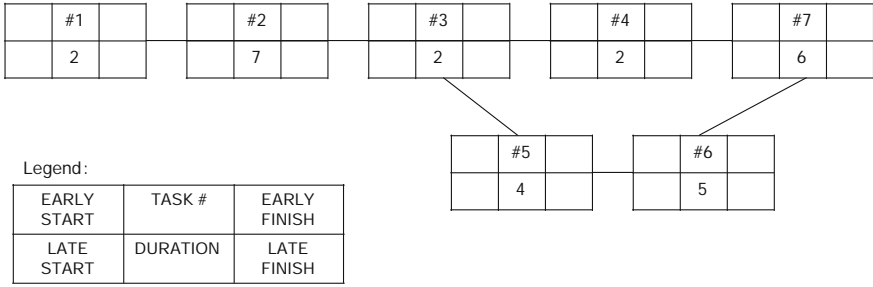 #1 #2 #3 #4 #7
2 7 2 2 6
#5 #6
4 5
Legend:
EARLY TASK # EARLY
START FINISH
LATE DURATION LATE
START FINISH